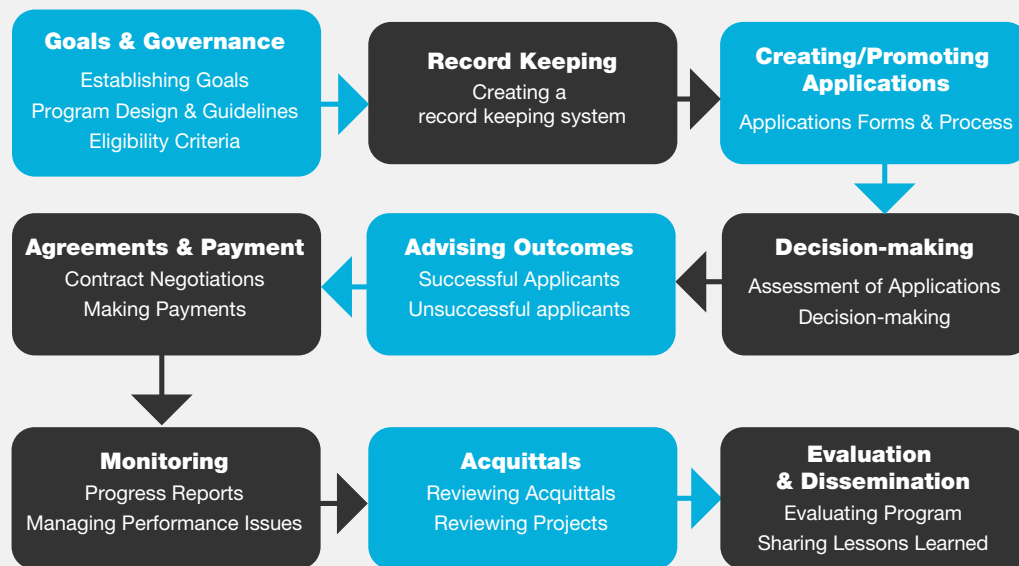 Goals & Governance
Establishing Goals
Program Design & Guidelines
Eligibility Criteria
Record Keeping
Creating a
record keeping system
Creating/Promoting
Applications
Applications Forms & Process
Decision-making
Assessment of Applications
Decision-making
Advising Outcomes
Successful Applicants
Unsuccessful applicants
Agreements & Payment
Contract Negotiations
Making Payments
Monitoring
Progress Reports
Managing Performance Issues
Acquittals
Reviewing Acquittals
Reviewing Projects
Evaluation
& Dissemination
Evaluating Program
Sharing Lessons Learned